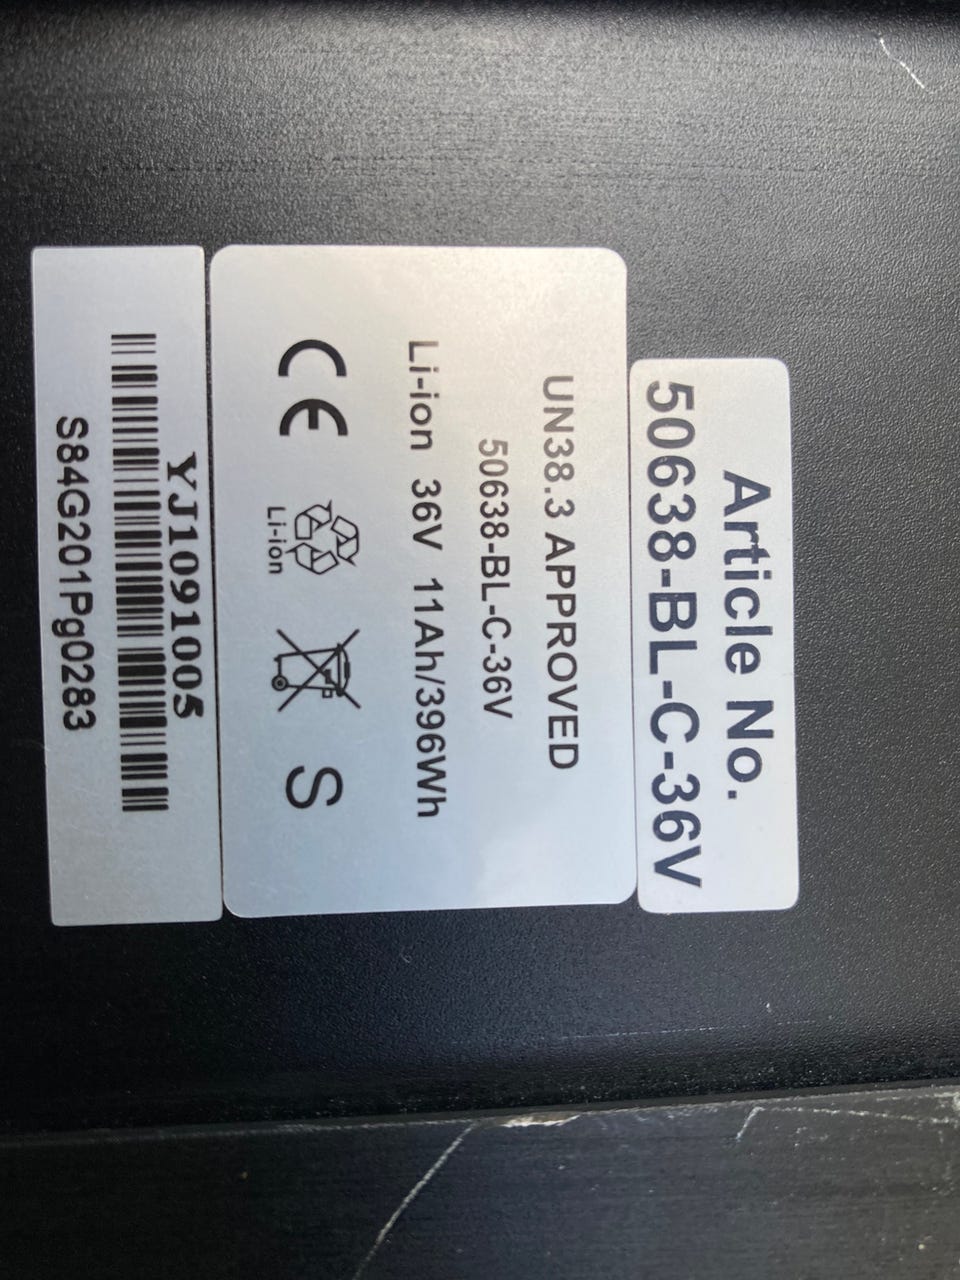 Article No.
50638-BL-C-36V
UN38.3 APPROVED
50638-BL-C-36V
Li-ion 36V 11Ah/396Wh
CE
Li-ion
S
YJ1091005
S84G201Pg0283